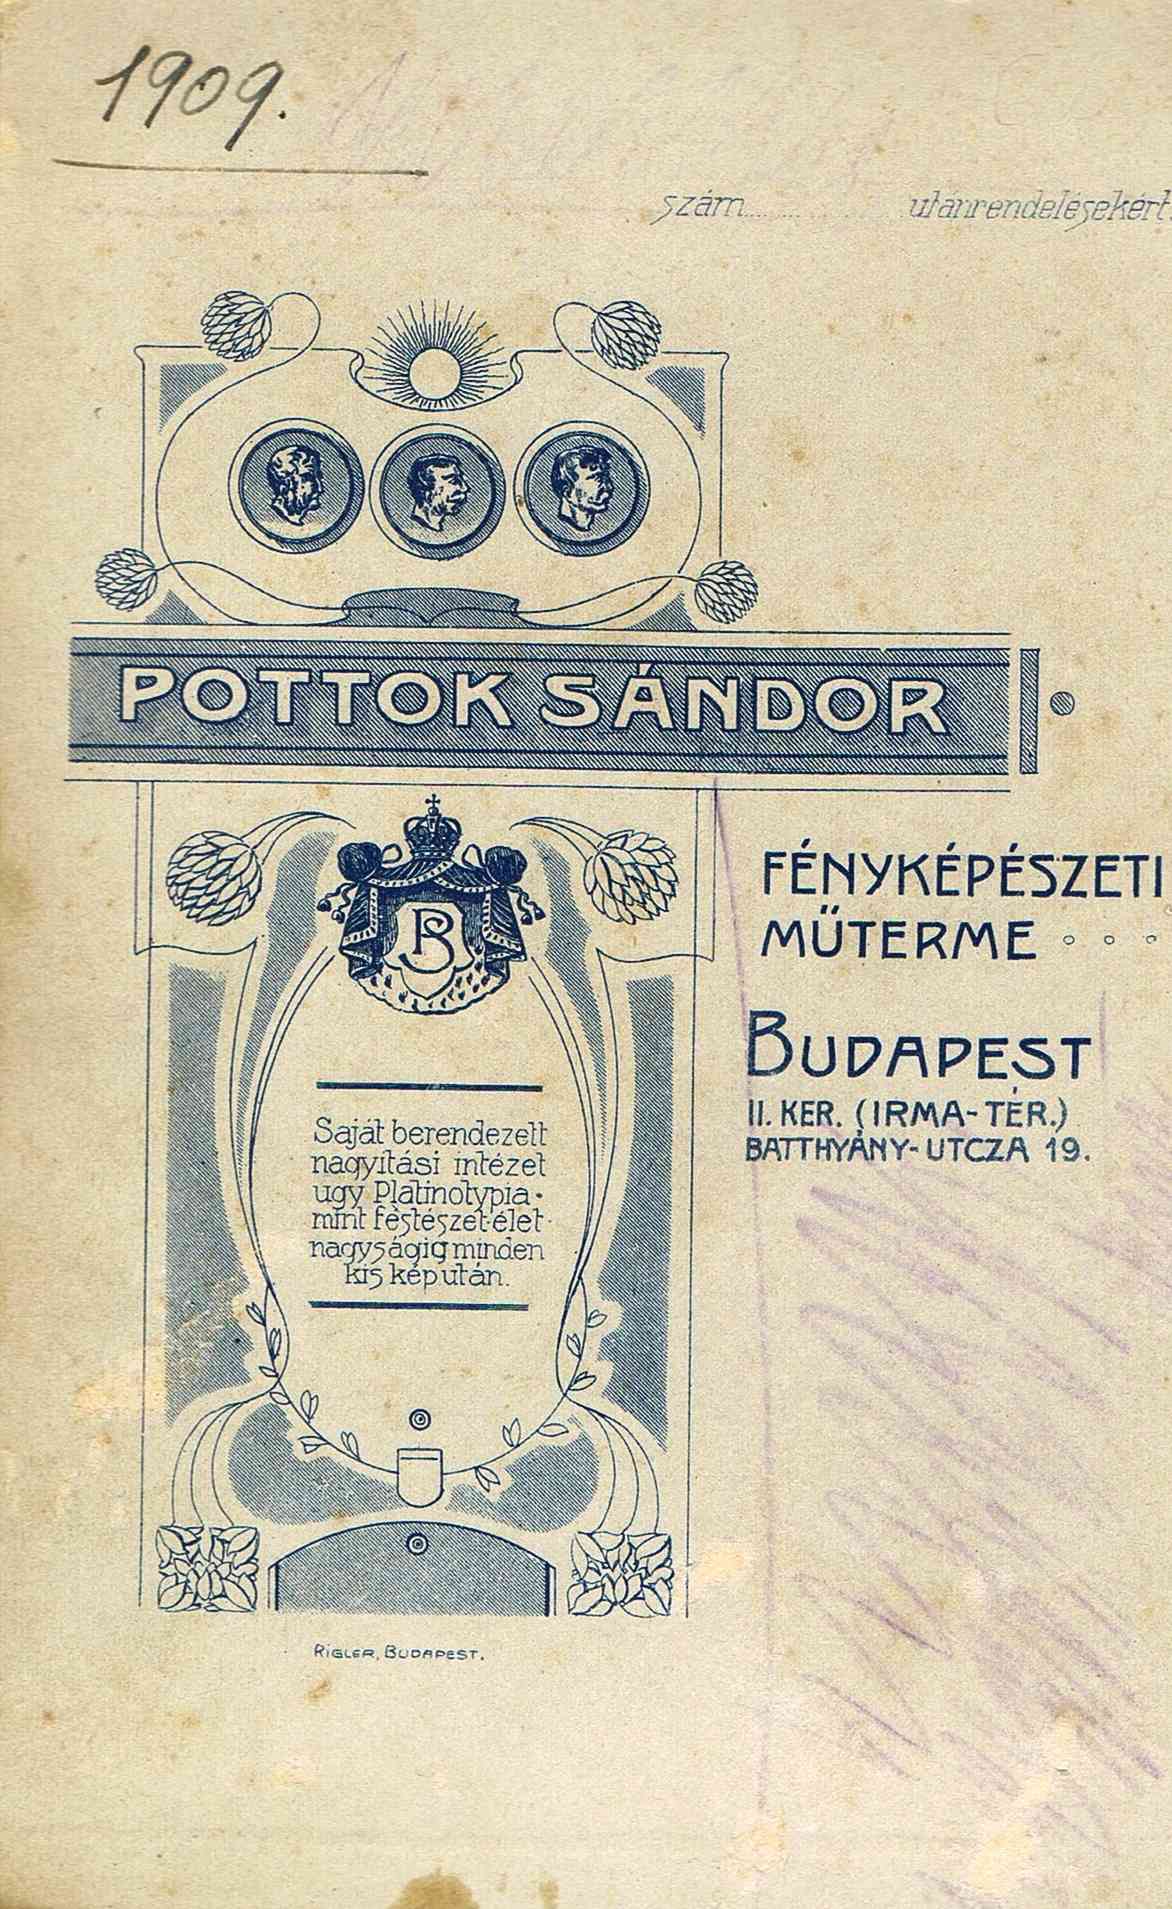 1909.
szám.......... utánrendelésekért
POTTOK SÁNDOR
FÉNYKÉPÉSZETI
MŰTERME
BUDAPEST
II. KER. (IRMA-TÉR.)
BATTHYÁNY-UTCZA 19.
B
Saját berendezett
nagyitási intézet
ugy Platinotypia
mint festészet élet
nagyságig minden
kis kép után.
RIGLER, BUDAPEST.